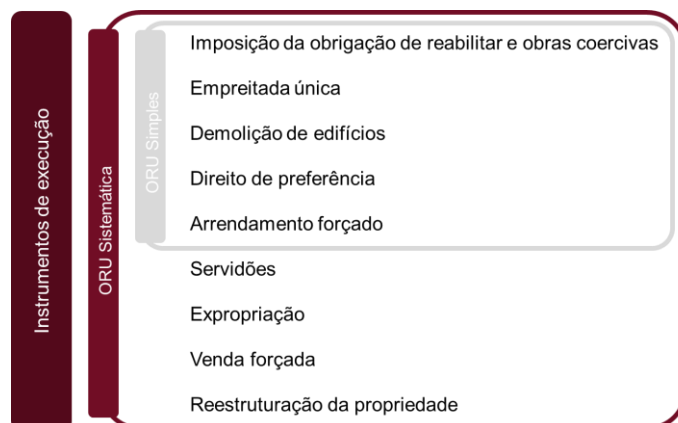 Instrumentos de execução
ORU Sistemática
ORU Simples
Imposição da obrigação de reabilitar e obras coercivas
Empreitada única
Demolição de edifícios
Direito de preferência
Arrendamento forçado
Servidões
Expropriação
Venda forçada
Reestruturação da propriedade